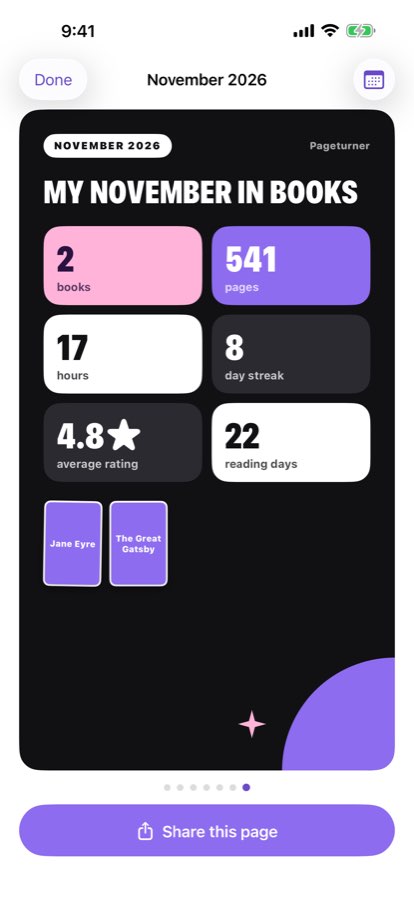 9:41
Done
November 2026
NOVEMBER 2026
Pageturner
MY NOVEMBER IN BOOKS
2
books
541
pages
17
hours
8
day streak
4.8★
average rating
22
reading days
Jane Eyre
The Great
Gatsby
Share this page